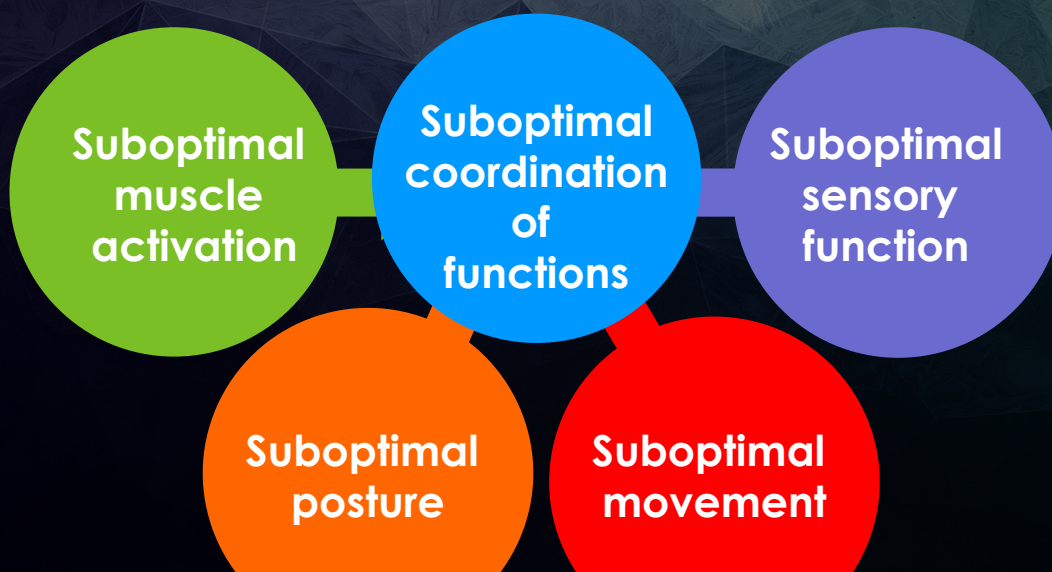 Suboptimal
muscle
activation
Suboptimal
coordination
of
functions
Suboptimal
sensory
function
Suboptimal
posture
Suboptimal
movement